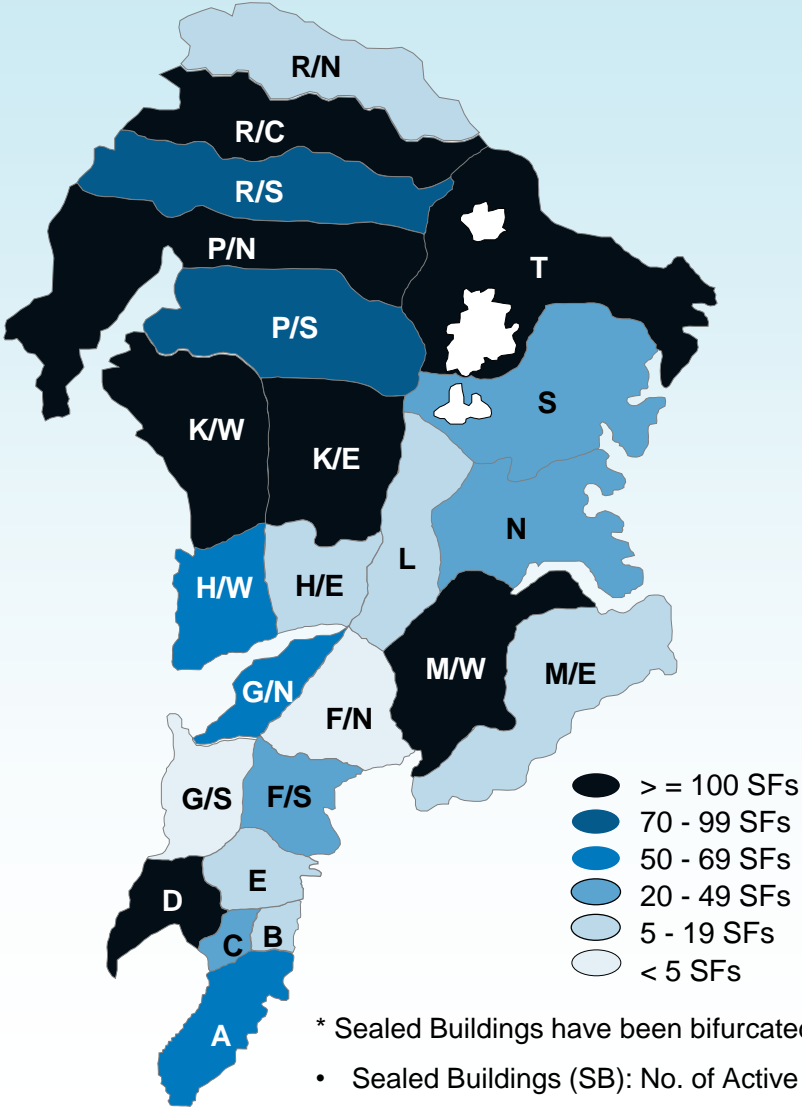 R/N
R/C
R/S
P/N
T
P/S
S
K/W
K/E
N
L
H/W
H/E
M/W
M/E
G/N
F/N
G/S
F/S
E
D
C
B
A
> = 100 SFs
70 - 99 SFs
50 - 69 SFs
20 - 49 SFs
5 - 19 SFs
< 5 SFs
* Sealed Buildings have been bifurcated
• Sealed Buildings (SB): No. of Active